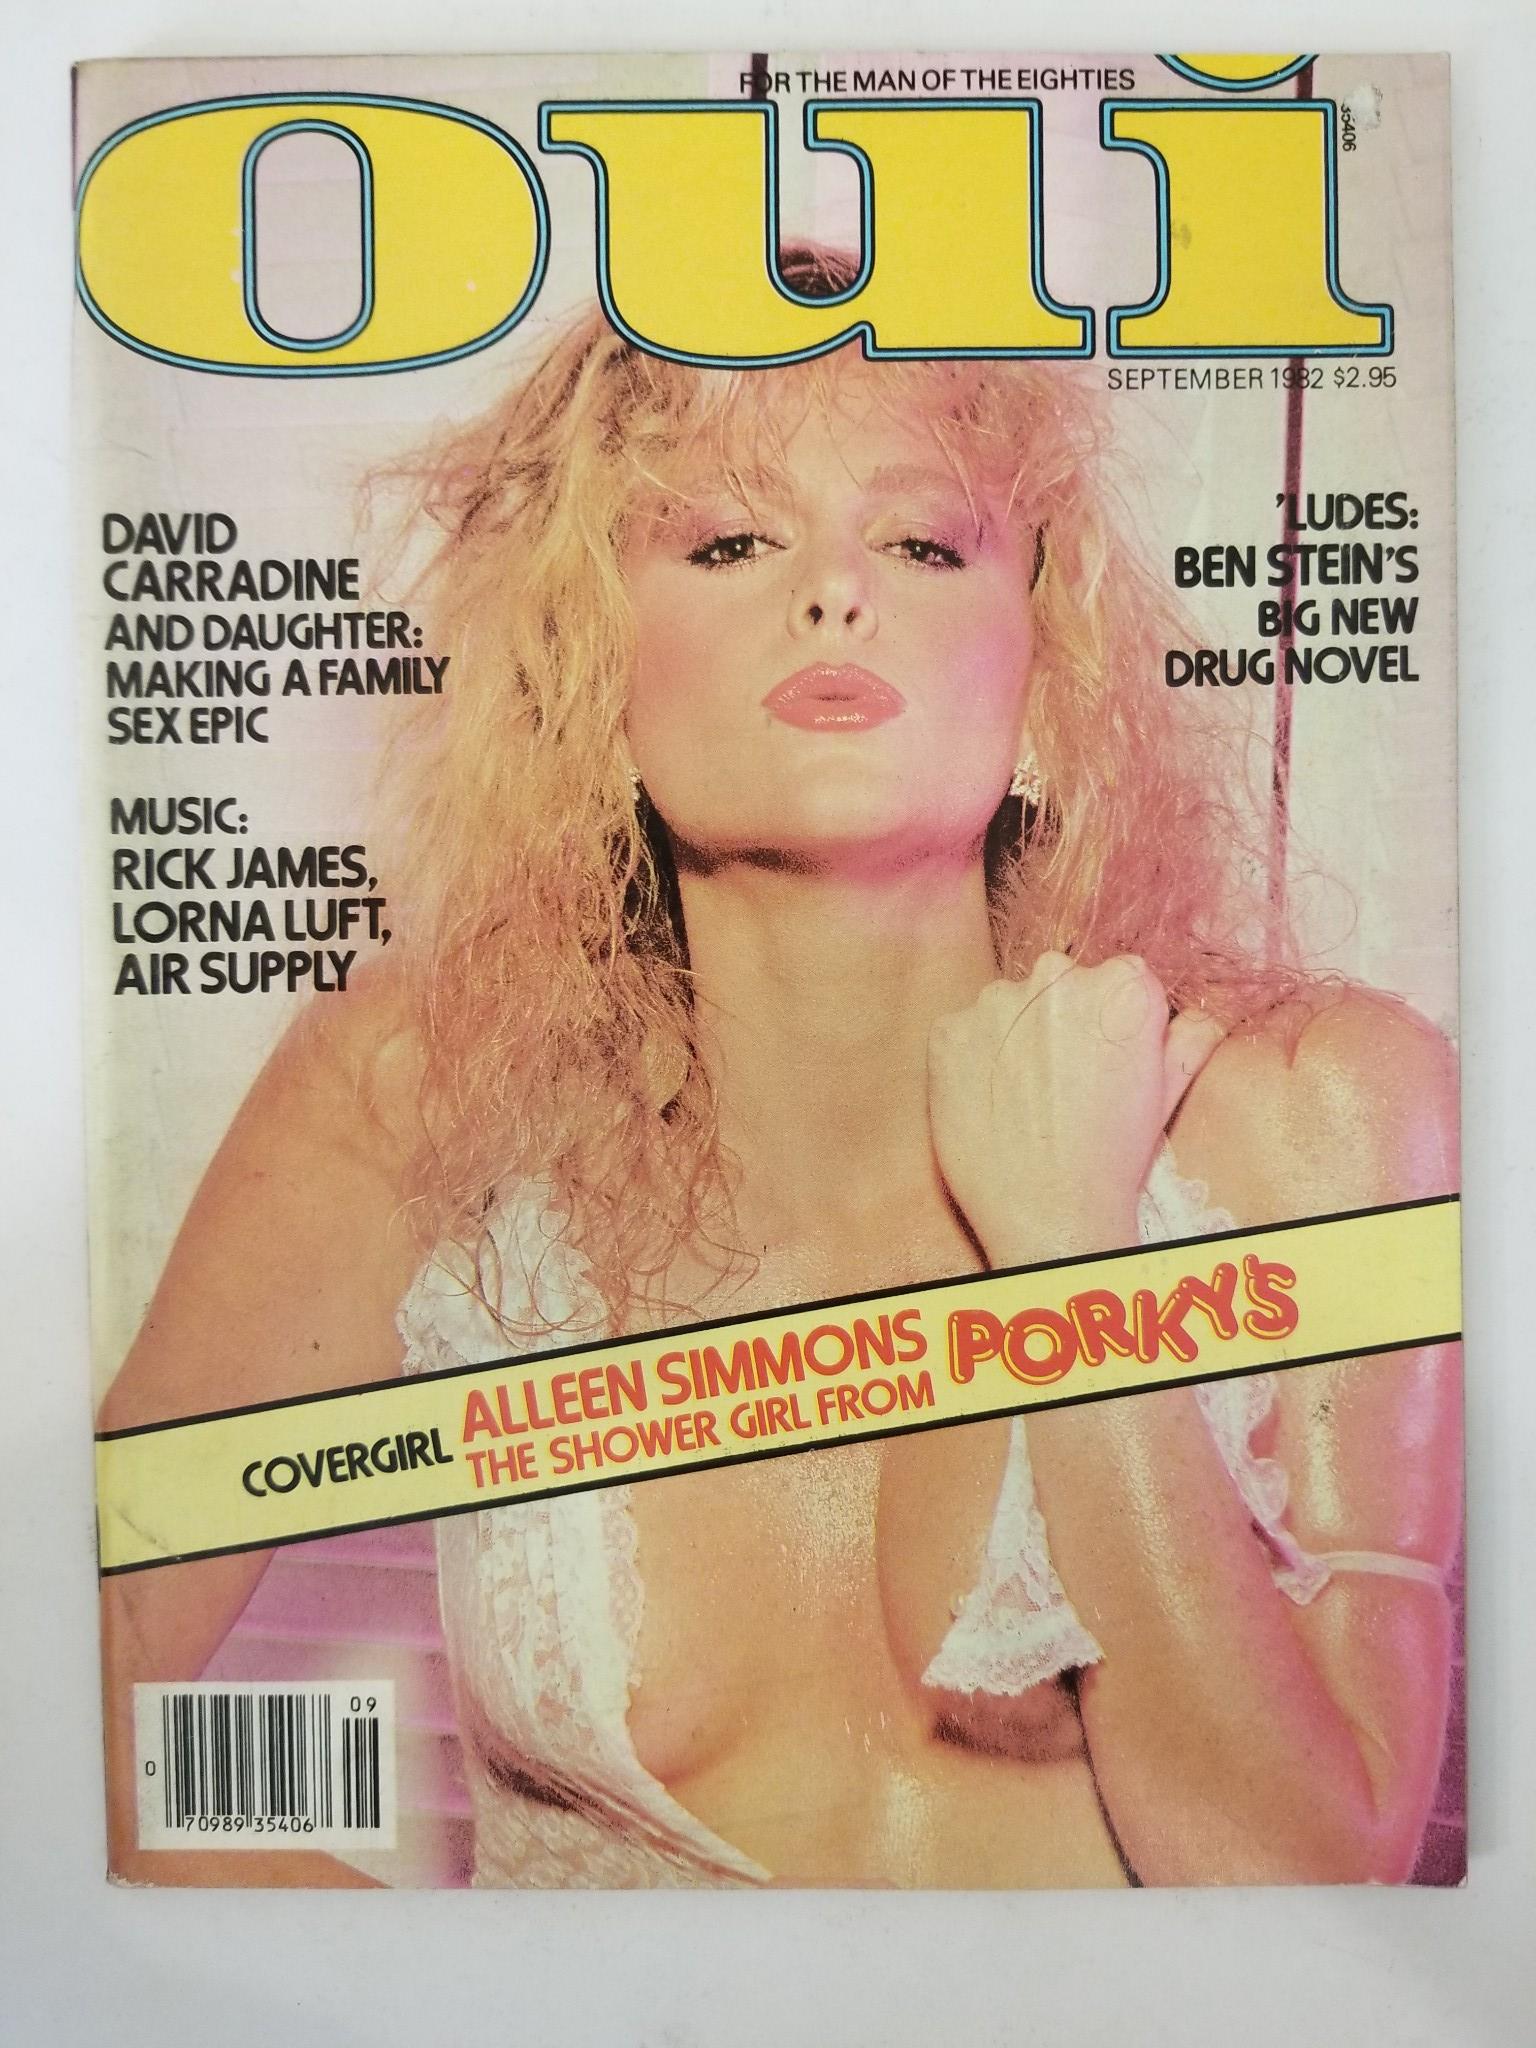 FOR THE MAN OF THE EIGHTIES
oui
35406
SEPTEMBER 1982 $2.95
DAVID
CARRADINE
AND DAUGHTER:
MAKING A FAMILY
SEX EPIC
MUSIC:
RICK JAMES,
LORNA LUFT,
AIR SUPPLY
'LUDES:
BEN STEIN'S
BIG NEW
DRUG NOVEL
COVERGIRL ALLEEN SIMMONS
THE SHOWER GIRL FROM PORKY'S
09
0 70989 35406